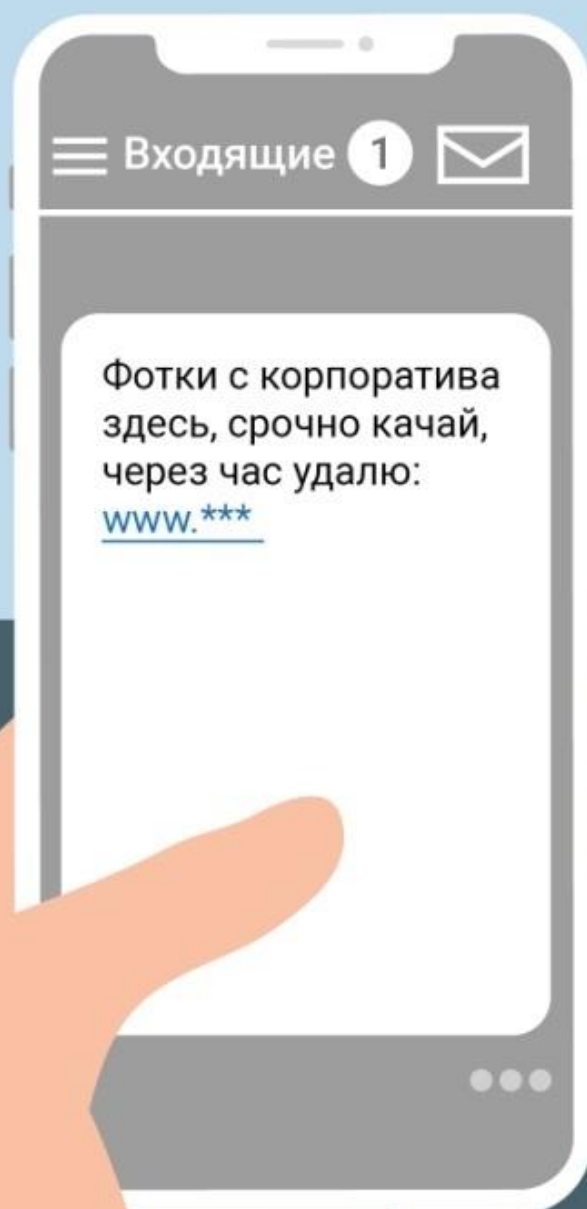 Входящие 1
Фотки с корпоратива
здесь, срочно качай,
через час удалю:
www.***